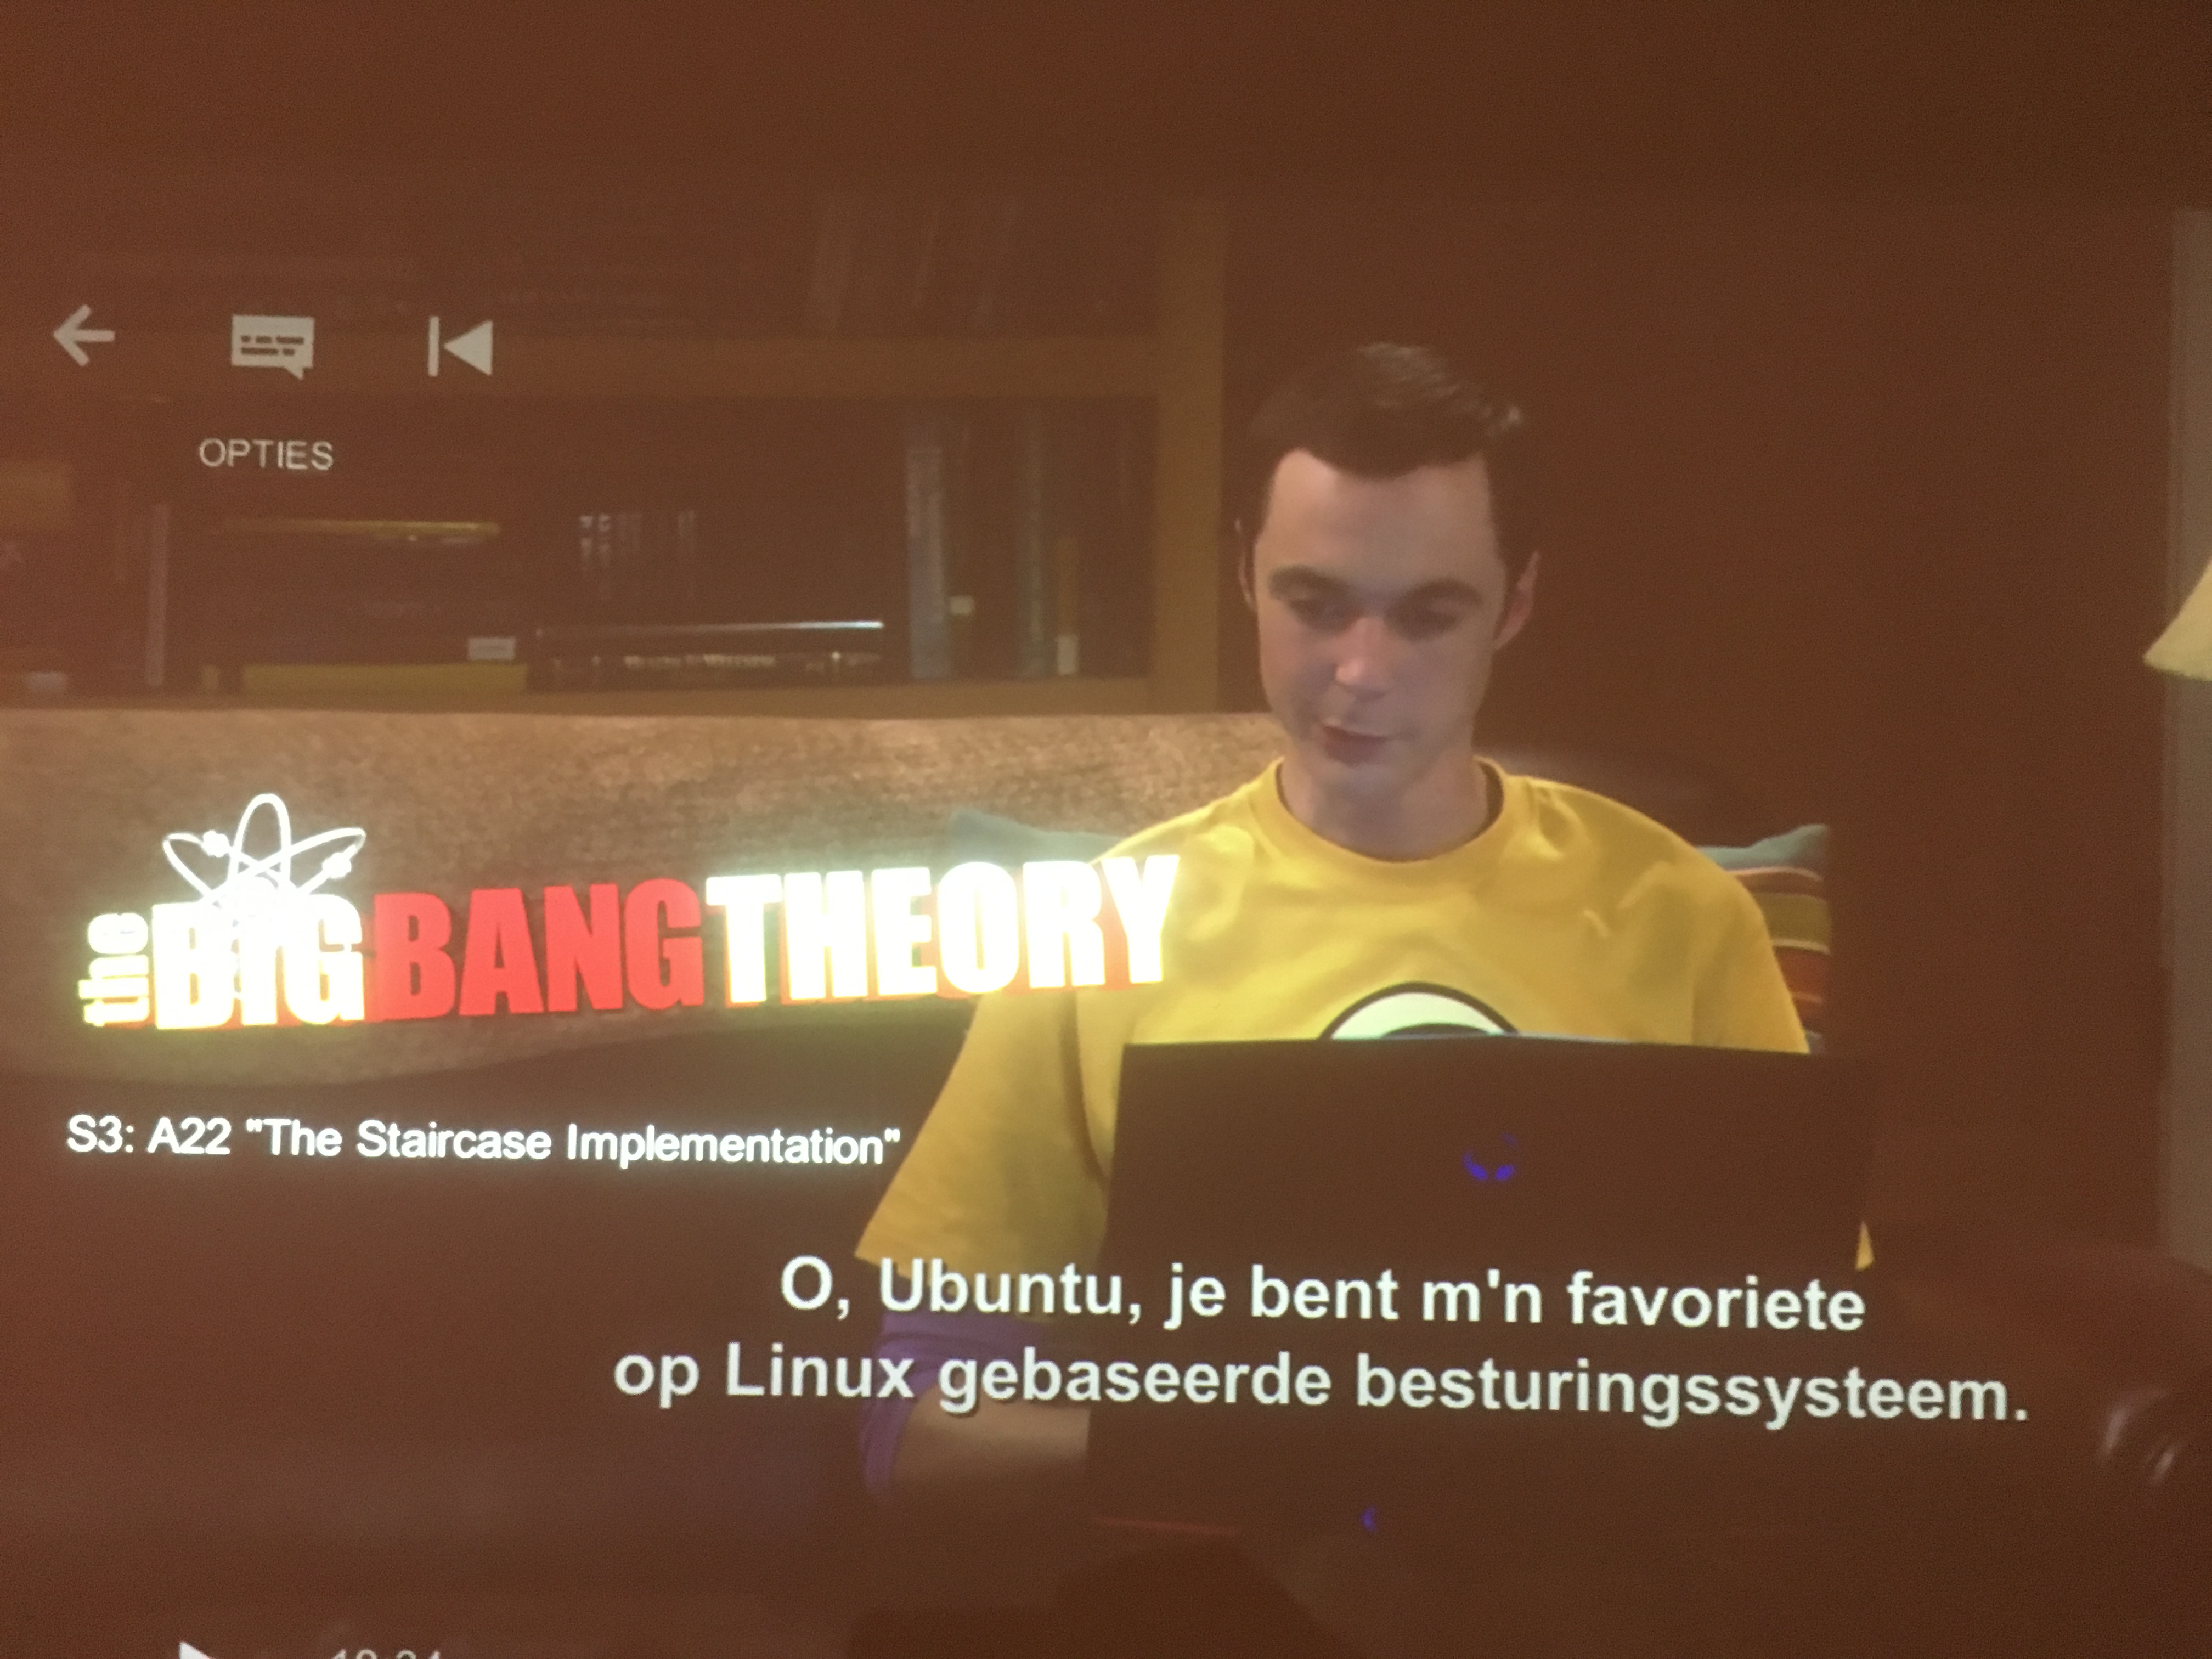 OPTIES
the BIG BANG THEORY
S3: A22 "The Staircase Implementation"
O, Ubuntu, je bent m'n favoriete
op Linux gebaseerde besturingssysteem.